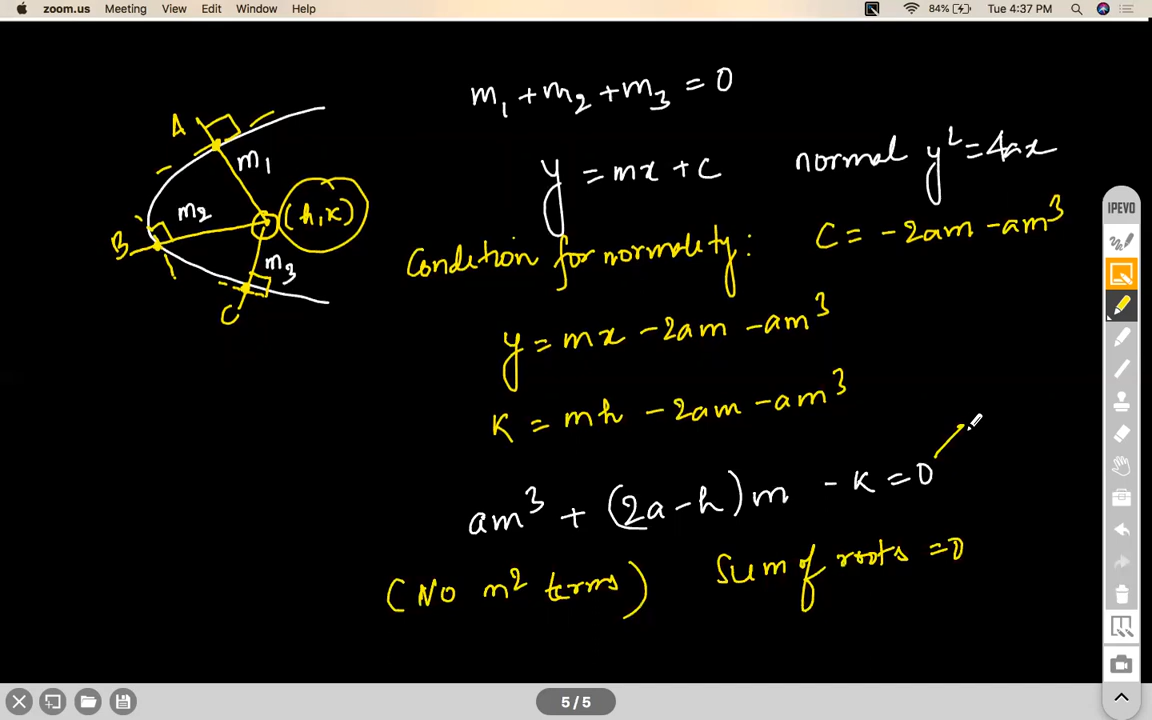 zoom.us Meeting View Edit Window Help 84% Tue 4:37 PM
m₁ + m₂ + m₃ = 0
A
m₁
y = mx + c normal y² = 4ax
m₂
(h, k)
B
Condition for normality : C = -2am - am³
m₃
C
y = mx - 2am - am³
K = mh - 2am - am³
am³ + (2a - h) m - K = 0
(No m² terms) Sum of roots = 0
IPEVO
5 / 5